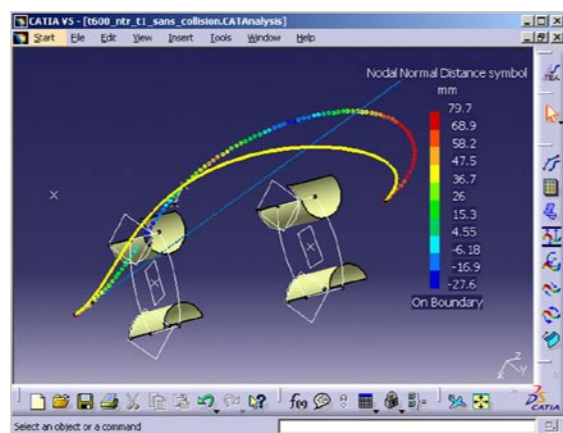 CATIA V5 - [t600_ntr_t1_sans_collision.CATAnalysis]
Start File Edit View Insert Tools Window Help
Nodal Normal Distance symbol
mm
79.7
68.9
58.2
47.5
36.7
26
15.3
4.55
-6.18
-16.9
-27.6
On Boundary
Z
X
Y
f(x)
CATIA
Select an object or a command